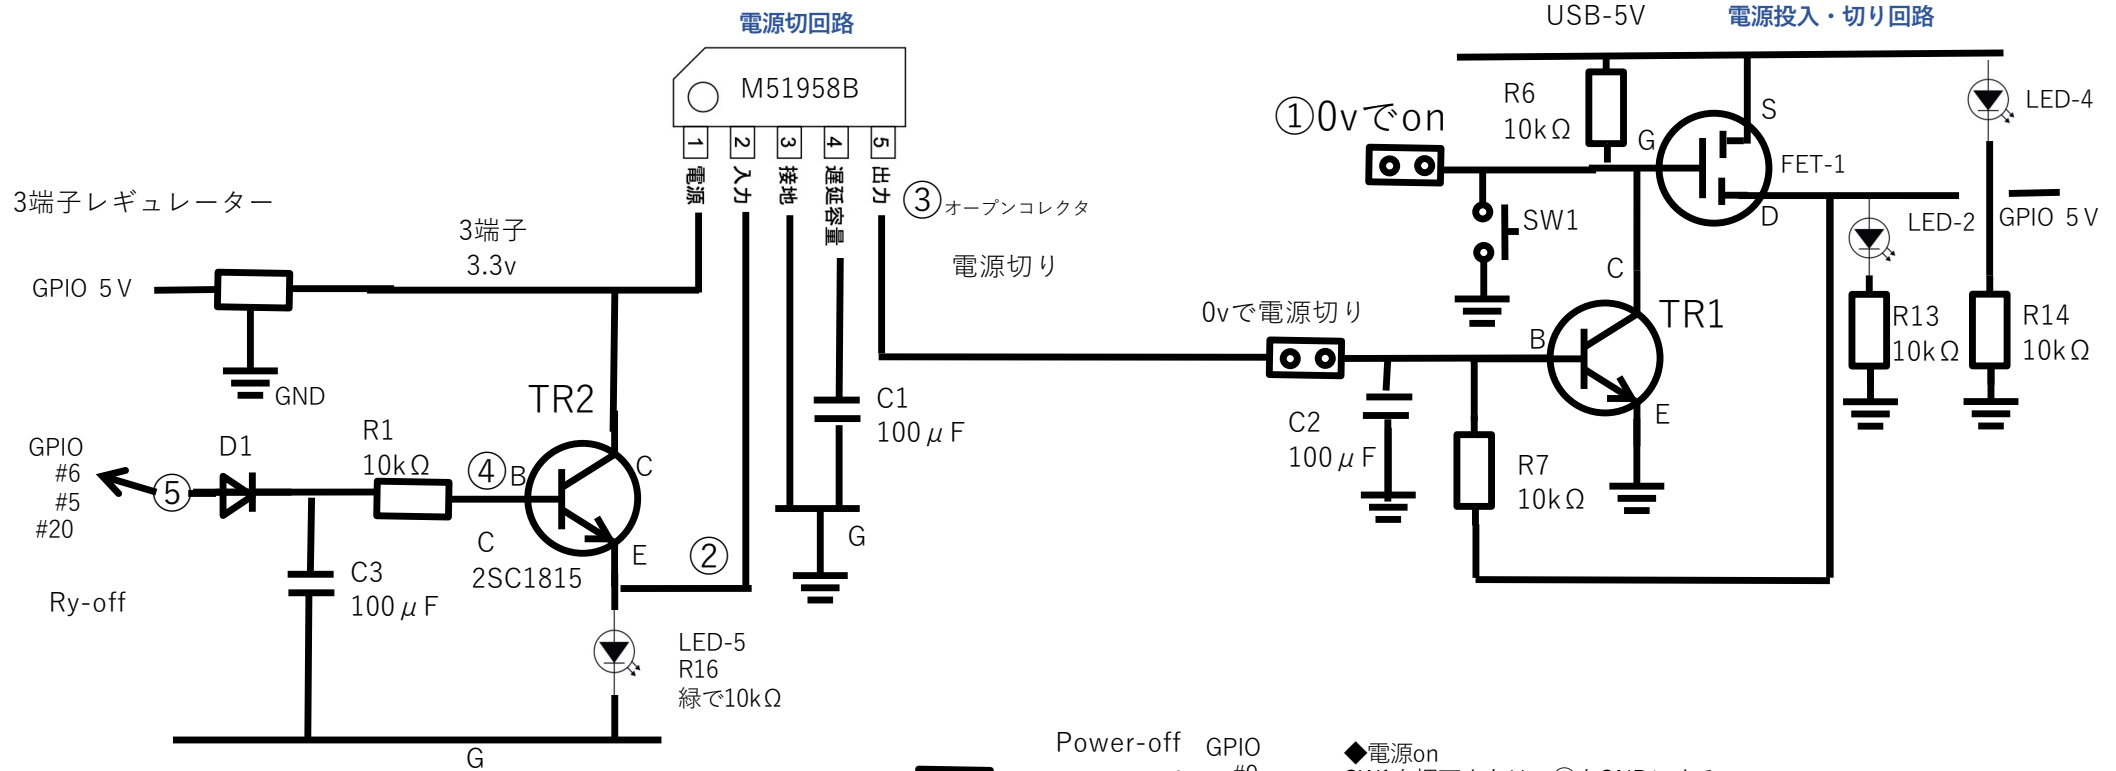 電源切回路
M51958B
1 2 3 4 5
電源 入力 接地 遅延容量 出力
③オープンコレクタ
電源切り
3端子レギュレーター
3端子
3.3v
GPIO 5V
GND
TR2
C1
100μF
GPIO
#6
#5
#20
⑤
D1
R1
10kΩ
④
B
C
E
C
2SC1815
②
G
Ry-off
C3
100μF
LED-5
R16
緑で10kΩ
G
USB-5V
電源投入・切り回路
①0vでon
R6
10kΩ
G
S
D
FET-1
LED-4
SW1
LED-2
GPIO 5V
C
TR1
0vで電源切り
B
E
R13
10kΩ
R14
10kΩ
C2
100μF
R7
10kΩ
Power-off
GPIO
◆電源on